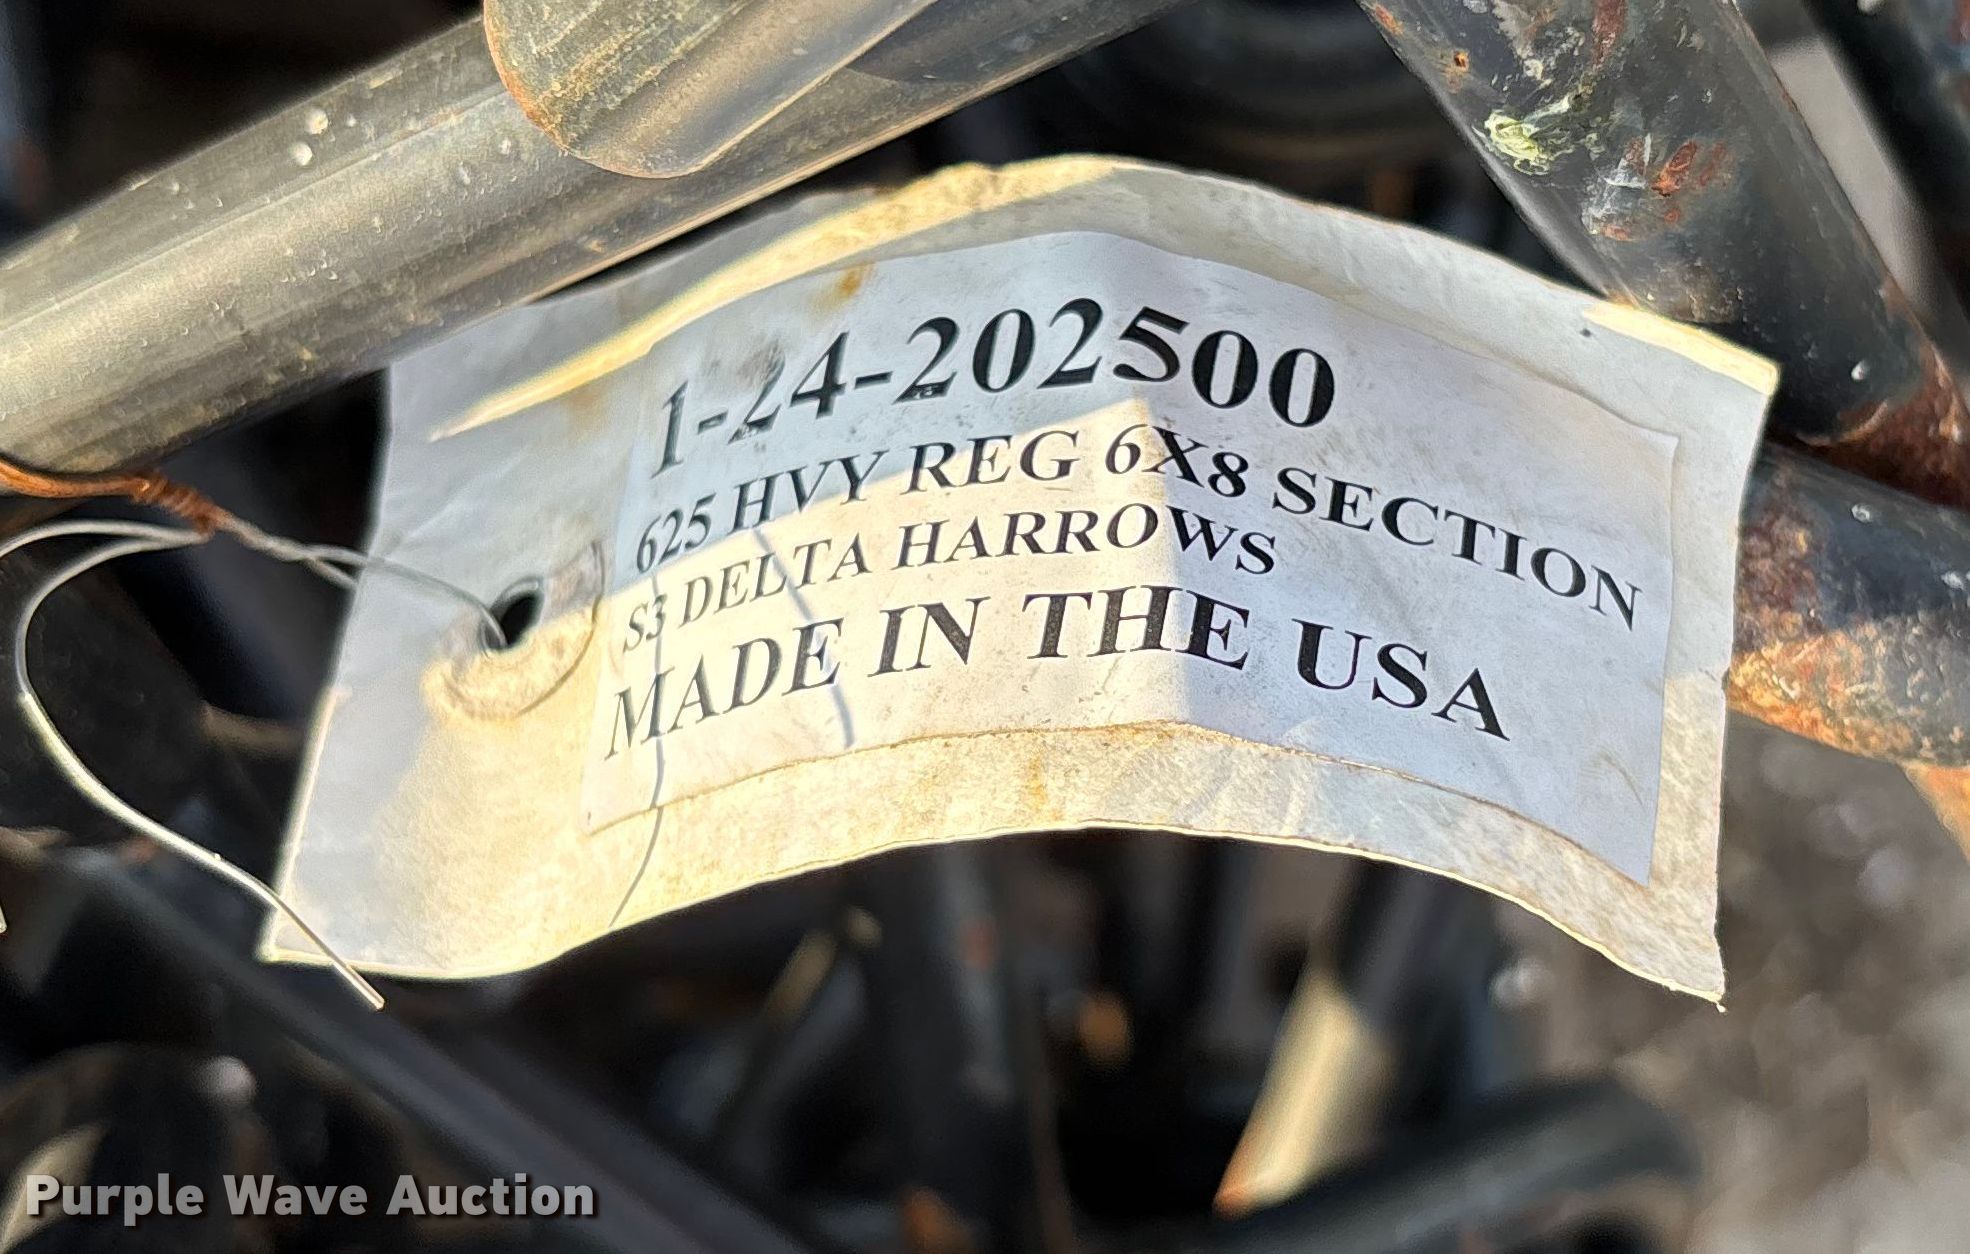 1-24-202500
625 HVY REG 6X8 SECTION
S3 DELTA HARROWS
MADE IN THE USA
Purple Wave Auction